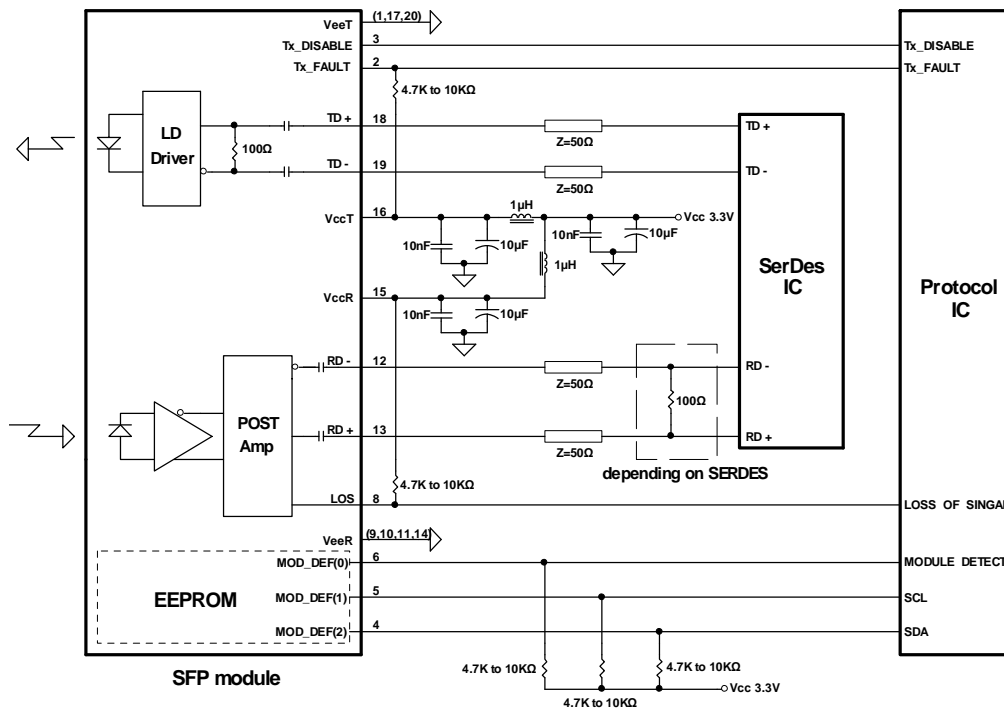 VeeT (1,17,20)
Tx_DISABLE 3 Tx_DISABLE
Tx_FAULT 2 Tx_FAULT
4.7K to 10KΩ
LD
Driver
100Ω
TD + 18 TD +
Z=50Ω
TD - 19 TD -
Z=50Ω
1µH
VccT 16 Vcc 3.3V
10nF 10µF 10nF 10µF
1µH
SerDes
IC
Protocol
IC
VccR 15
10nF 10µF
RD - 12 RD -
Z=50Ω
100Ω
POST
Amp
RD + 13 RD +
Z=50Ω
depending on SERDES
4.7K to 10KΩ
LOS 8 LOSS OF SINGAL
VeeR (9,10,11,14)
MOD_DEF(0) 6 MODULE DETECT
EEPROM
MOD_DEF(1) 5 SCL
MOD_DEF(2) 4 SDA
4.7K to 10KΩ 4.7K to 10KΩ
SFP module
4.7K to 10KΩ
Vcc 3.3V